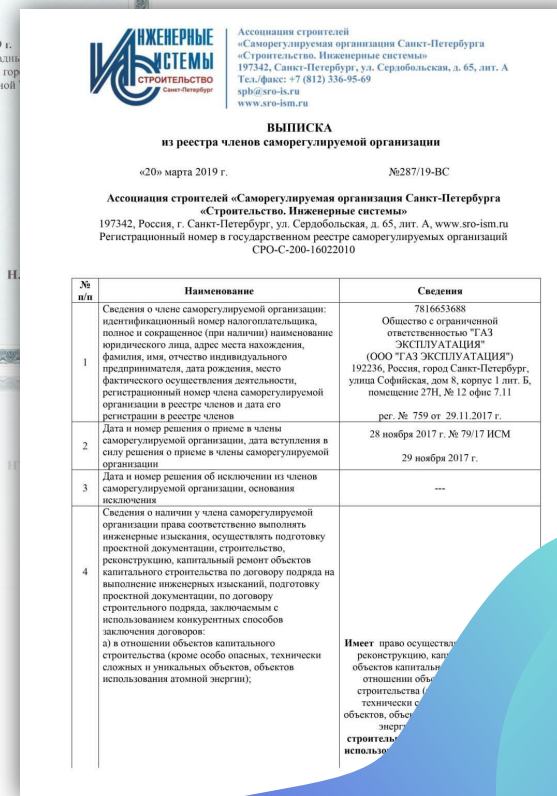 ИНЖЕНЕРНЫЕ
СИСТЕМЫ
СТРОИТЕЛЬСТВО
Санкт-Петербург
Ассоциация строителей
«Саморегулируемая организация Санкт-Петербурга
«Строительство. Инженерные системы»
197342, Санкт-Петербург, ул. Сердобольская, д. 65, лит. А
Тел./факс: +7 (812) 336-95-69
spb@sro-is.ru
www.sro-ism.ru
ВЫПИСКА
из реестра членов саморегулируемой организации
«20» марта 2019 г.
№287/19-ВС
Ассоциация строителей «Саморегулируемая организация Санкт-Петербурга
«Строительство. Инженерные системы»
197342, Россия, г. Санкт-Петербург, ул. Сердобольская, д. 65, лит. А, www.sro-ism.ru
Регистрационный номер в государственном реестре саморегулируемых организаций
СРО-С-200-16022010
№
п/п
Наименование
Сведения
1
Сведения о члене саморегулируемой организации:
идентификационный номер налогоплательщика,
полное и сокращенное (при наличии) наименование
юридического лица, адрес места нахождения,
фамилия, имя, отчество индивидуального
предпринимателя, дата рождения, место
фактического осуществления деятельности,
регистрационный номер члена саморегулируемой
организации в реестре членов и дата его
регистрации в реестре членов
7816653688
Общество с ограниченной
ответственностью "ГАЗ
ЭКСПЛУАТАЦИЯ"
(ООО "ГАЗ ЭКСПЛУАТАЦИЯ")
192236, Россия, город Санкт-Петербург,
улица Софийская, дом 8, корпус 1 лит. Б,
помещение 27Н, № 12 офис 7.11
рег. № 759 от 29.11.2017 г.
2
Дата и номер решения о приеме в члены
саморегулируемой организации, дата вступления в
силу решения о приеме в члены саморегулируемой
организации
28 ноября 2017 г. № 79/17 ИСМ
29 ноября 2017 г.
3
Дата и номер решения об исключении из членов
саморегулируемой организации, основания
исключения
---
4
Сведения о наличии у члена саморегулируемой
организации права соответственно выполнять
инженерные изыскания, осуществлять подготовку
проектной документации, строительство,
реконструкцию, капитальный ремонт объектов
капитального строительства по договору подряда на
выполнение инженерных изысканий, подготовку
проектной документации, по договору
строительного подряда, заключаемым с
использованием конкурентных способов
заключения договоров:
а) в отношении объектов капитального
строительства (кроме особо опасных, технически
сложных и уникальных объектов, объектов
использования атомной энергии);
Имеет право осуществл
реконструкцию, кап
объектов капитальн
отношении объе
строительства (
технически с
объектов, объе
энерг
строитель
использо